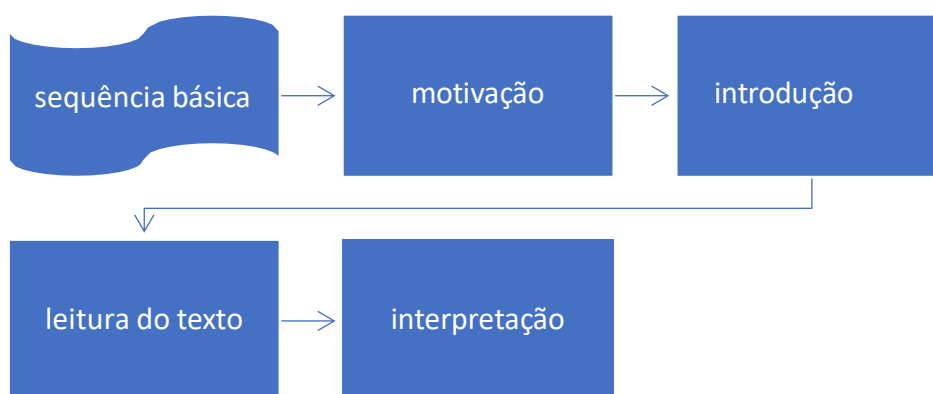 sequência básica
motivação
introdução
leitura do texto
interpretação